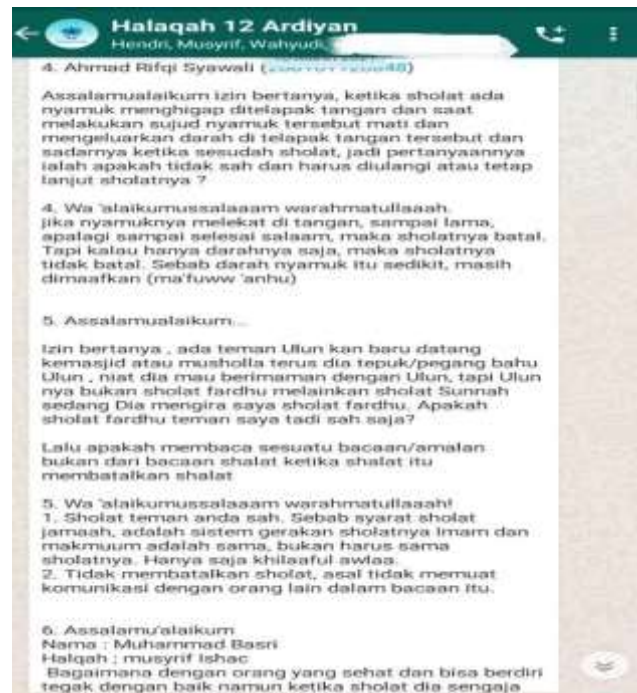 Halaqah 12 Ardiyan
Hendri, Musyrif, Wahyudi,
4. Ahmad Rifqi Syawali (
Assalamualaikum izin bertanya, ketika sholat ada
nyamuk menghigap ditelapak tangan dan saat
melakukan sujud nyamuk tersebut mati dan
mengeluarkan darah di telapak tangan tersebut dan
sadarnya ketika sesudah sholat, jadi pertanyaannya
ialah apakah tidak sah dan harus diulangi atau tetap
lanjut sholatnya ?
4. Wa 'alaikumussalaaam warahmatullaaah.
jika nyamuknya melekat di tangan, sampai lama,
apalagi sampai selesai salaam, maka sholatnya batal.
Tapi kalau hanya darahnya saja, maka sholatnya
tidak batal. Sebab darah nyamuk itu sedikit, masih
dimaafkan (ma'fuww 'anhu)
5. Assalamualaikum...
Izin bertanya , ada teman Ulun kan baru datang
kemasjid atau musholla terus dia tepuk/pegang bahu
Ulun , niat dia mau berimaman dengan Ulun, tapi Ulun
nya bukan sholat fardhu melainkan sholat Sunnah
sedang Dia mengira saya sholat fardhu. Apakah
sholat fardhu teman saya tadi sah saja?
Lalu apakah membaca sesuatu bacaan/amalan
bukan dari bacaan shalat ketika shalat itu
membatalkan shalat
5. Wa 'alaikumussalaaam warahmatullaaah!
1. Sholat teman anda sah. Sebab syarat sholat
jamaah, adalah sistem gerakan sholatnya Imam dan
makmuum adalah sama, bukan harus sama
sholatnya. Hanya saja khilaaful awlaa.
2. Tidak membatalkan sholat, asal tidak memuat
komunikasi dengan orang lain dalam bacaan itu.
6. Assalamu'alaikum
Nama : Muhammad Basri
Halqah ; musyrif Ishac
Bagaimana dengan orang yang sehat dan bisa berdiri
tegak dengan baik namun ketika sholat dia sengaja